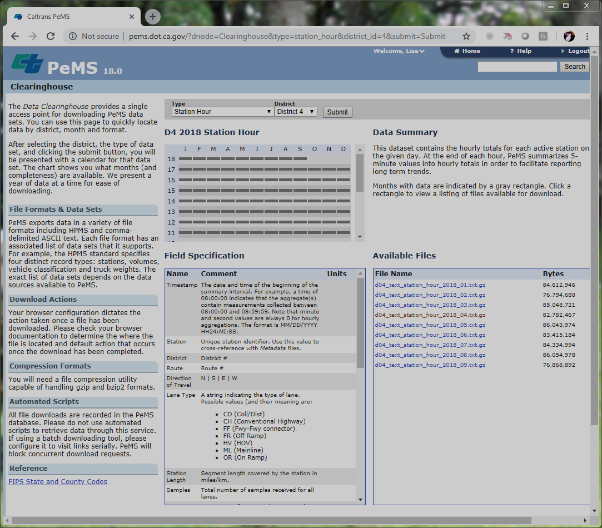 Caltrans PeMS
Not secure | pems.dot.ca.gov/?dnode=Clearinghouse&type=station_hour&district_id=4&submit=Submit
Welcome, Lisa
Home
? Help
Logout
PeMS 18.0
Search
Clearinghouse
The Data Clearinghouse provides a single
access point for downloading PeMS data
sets. You can use this page to quickly locate
data by district, month and format.
After selecting the district, the type of data,
and clicking the submit button, you will
be presented with a calendar for that data
set. The chart shows you what months (and
completeness) are available. We present a
year of data at a time for ease of
downloading.
File Formats & Data Sets
PeMS exports data in a variety of file
formats including HPMS and comma-
delimited ASCII text. Each file format has an
associated list of data sets that it supports.
For example, the HPMS standard specifies
four distinct record types: stations, volumes,
vehicle classification and truck weights. The
exact list of data sets depends on the data
sources available to PeMS.
Download Actions
Your browser configuration dictates the
action taken once a file has been
downloaded. Please check your browser
documentation to determine the where the
file is located and default action that occurs
once the download has been completed.
Compression Formats
You will need a file compression utility
capable of handling gzip and bzip2 formats.
Automated Scripts
All file downloads are recorded in the PeMS
database. Please do not use automated
scripts to retrieve data through this service.
If using a batch downloading tool, please
configure it to visit links serially. PeMS will
block concurrent download requests.
Reference
FIPS State and County Codes
Type
District
Station Hour
District 4
Submit
D4 2018 Station Hour
J F M A M J J A S O N D
18
17
16
15
14
13
12
11
Data Summary
This dataset contains the hourly totals for each active station on
the given day. At the end of each hour, PeMS summarizes 5-
minute values into hourly totals in order to facilitate reporting
long term trends.
Months with data are indicated by a gray rectangle. Click a
rectangle to view a listing of files available for download.
Field Specification
Name Comment Units
Timestamp The date and time of the beginning of the
summary interval. For example, a time of
08:00:00 indicates that the aggregate(s)
contain measurements collected between
08:00:00 and 08:59:59. Note that minute
and second values are always 0 for hourly
aggregations. The format is MM/DD/YYYY
HH24:MI:SS.
Station Unique station identifier. Use this value to
cross-reference with Metadata files.
District District #
Route Route #
Direction of Travel N | S | E | W
Lane Type A string indicating the type of lane.
Possible values (and their meaning are:
CD (Coll/Dist)
CH (Conventional Highway)
FF (Fwy-Fwy connector)
FR (Off Ramp)
HV (HOV)
ML (Mainline)
OR (On Ramp)
Station Length Segment length covered by the station in
miles/km.
Samples Total number of samples received for all
lanes.
Available Files
File Name Bytes
d04_text_station_hour_2018_01.txt.gz 84,612,946
d04_text_station_hour_2018_02.txt.gz 76,794,688
d04_text_station_hour_2018_03.txt.gz
d04_text_station_hour_2018_04.txt.gz 82,782,467
d04_text_station_hour_2018_05.txt.gz 86,043,974
d04_text_station_hour_2018_06.txt.gz
d04_text_station_hour_2018_07.txt.gz 84,334,994
d04_text_station_hour_2018_08.txt.gz 86,094,978
d04_text_station_hour_2018_09.txt.gz